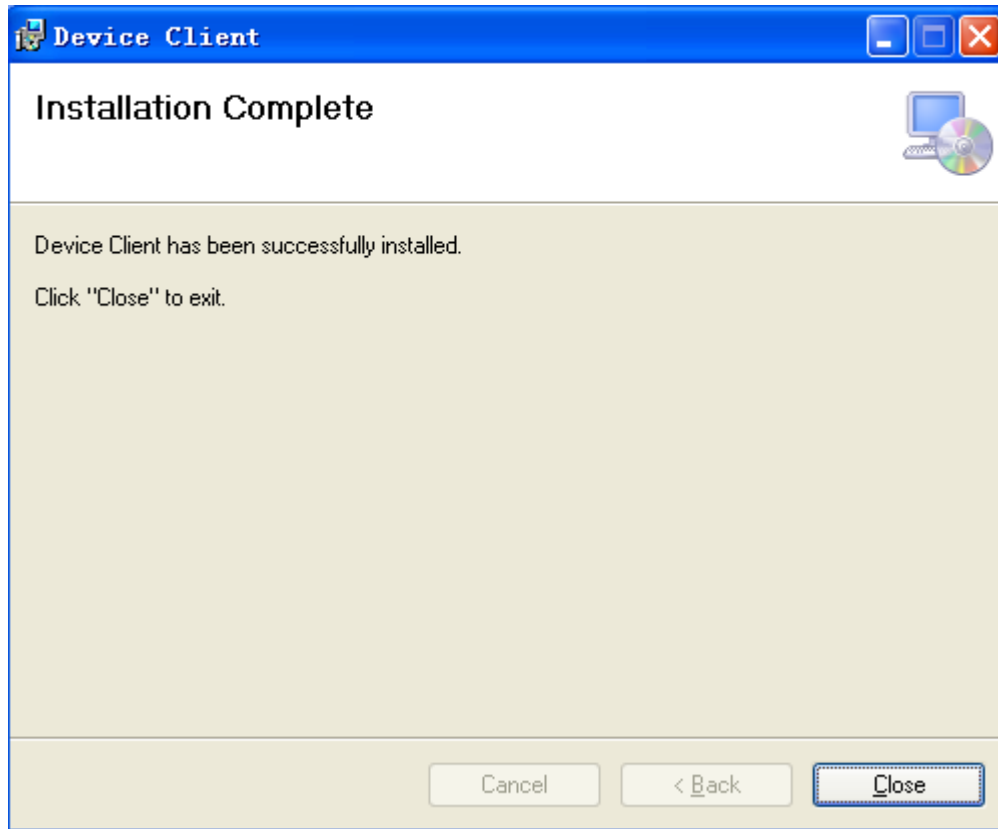 Device Client
Installation Complete
Device Client has been successfully installed.
Click "Close" to exit.
Cancel
< Back
Close